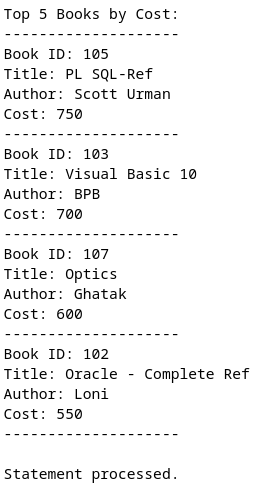 Top 5 Books by Cost:
--------------------
Book ID: 105
Title: PL SQL-Ref
Author: Scott Urman
Cost: 750
--------------------
Book ID: 103
Title: Visual Basic 10
Author: BPB
Cost: 700
--------------------
Book ID: 107
Title: Optics
Author: Ghatak
Cost: 600
--------------------
Book ID: 102
Title: Oracle - Complete Ref
Author: Loni
Cost: 550
--------------------

Statement processed.